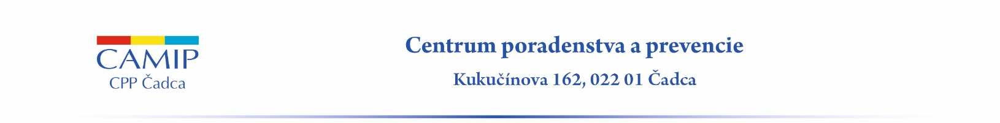 CAMIP
CPP Čadca
Centrum poradenstva a prevencie
Kukučínova 162, 022 01 Čadca